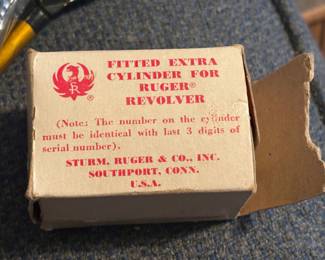 FITTED EXTRA
CYLINDER FOR
RUGER®
REVOLVER
(Note: The number on the cylinder
must be identical with last 3 digits of
serial number).
STURM, RUGER & CO., INC.
SOUTHPORT, CONN.
U.S.A.
R ®